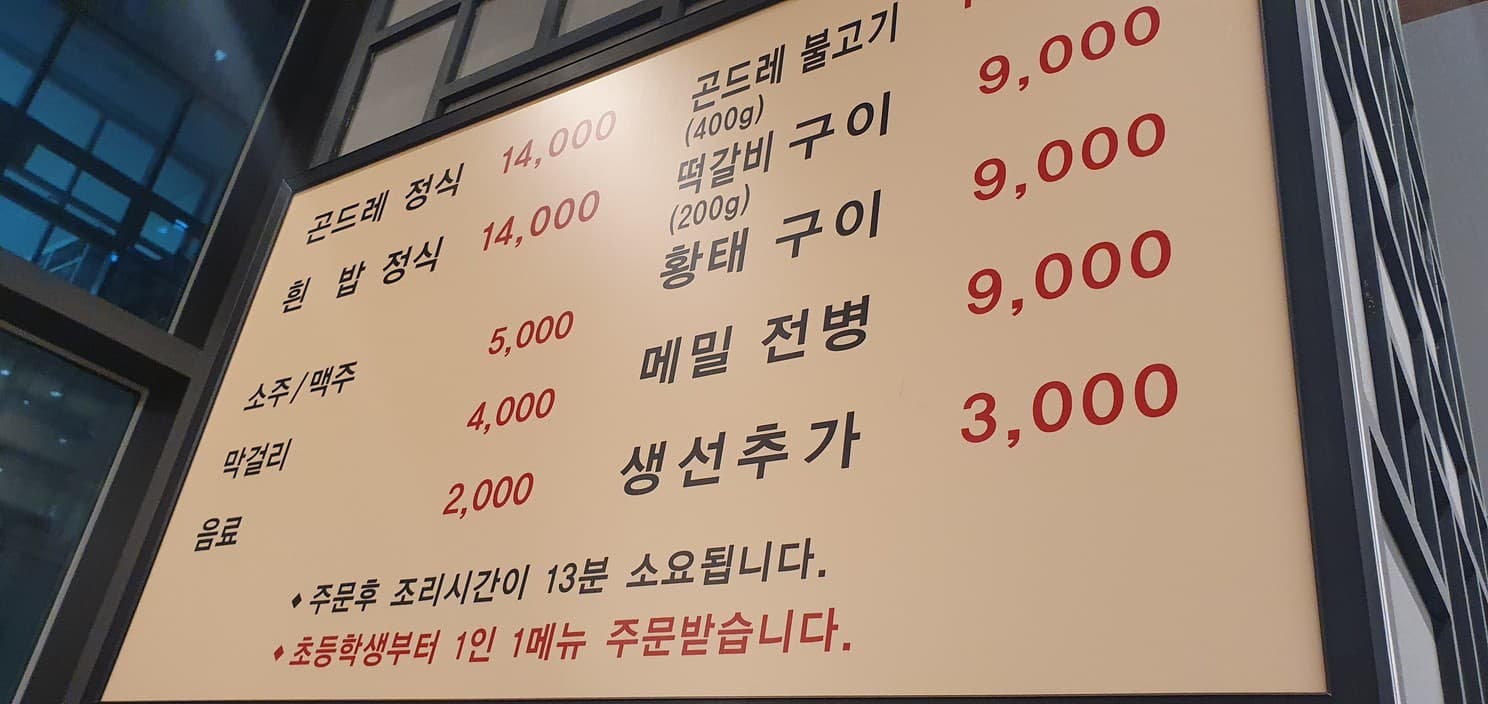 곤드레 정식 14,000
흰 밥 정식 14,000
소주/맥주 5,000
막걸리 4,000
음료 2,000
곤드레 불고기
(400g)
떡갈비 구이 9,000
(200g)
황태 구이 9,000
메밀 전병 9,000
생선추가 3,000
◆주문후 조리시간이 13분 소요됩니다.
◆초등학생부터 1인 1메뉴 주문받습니다.